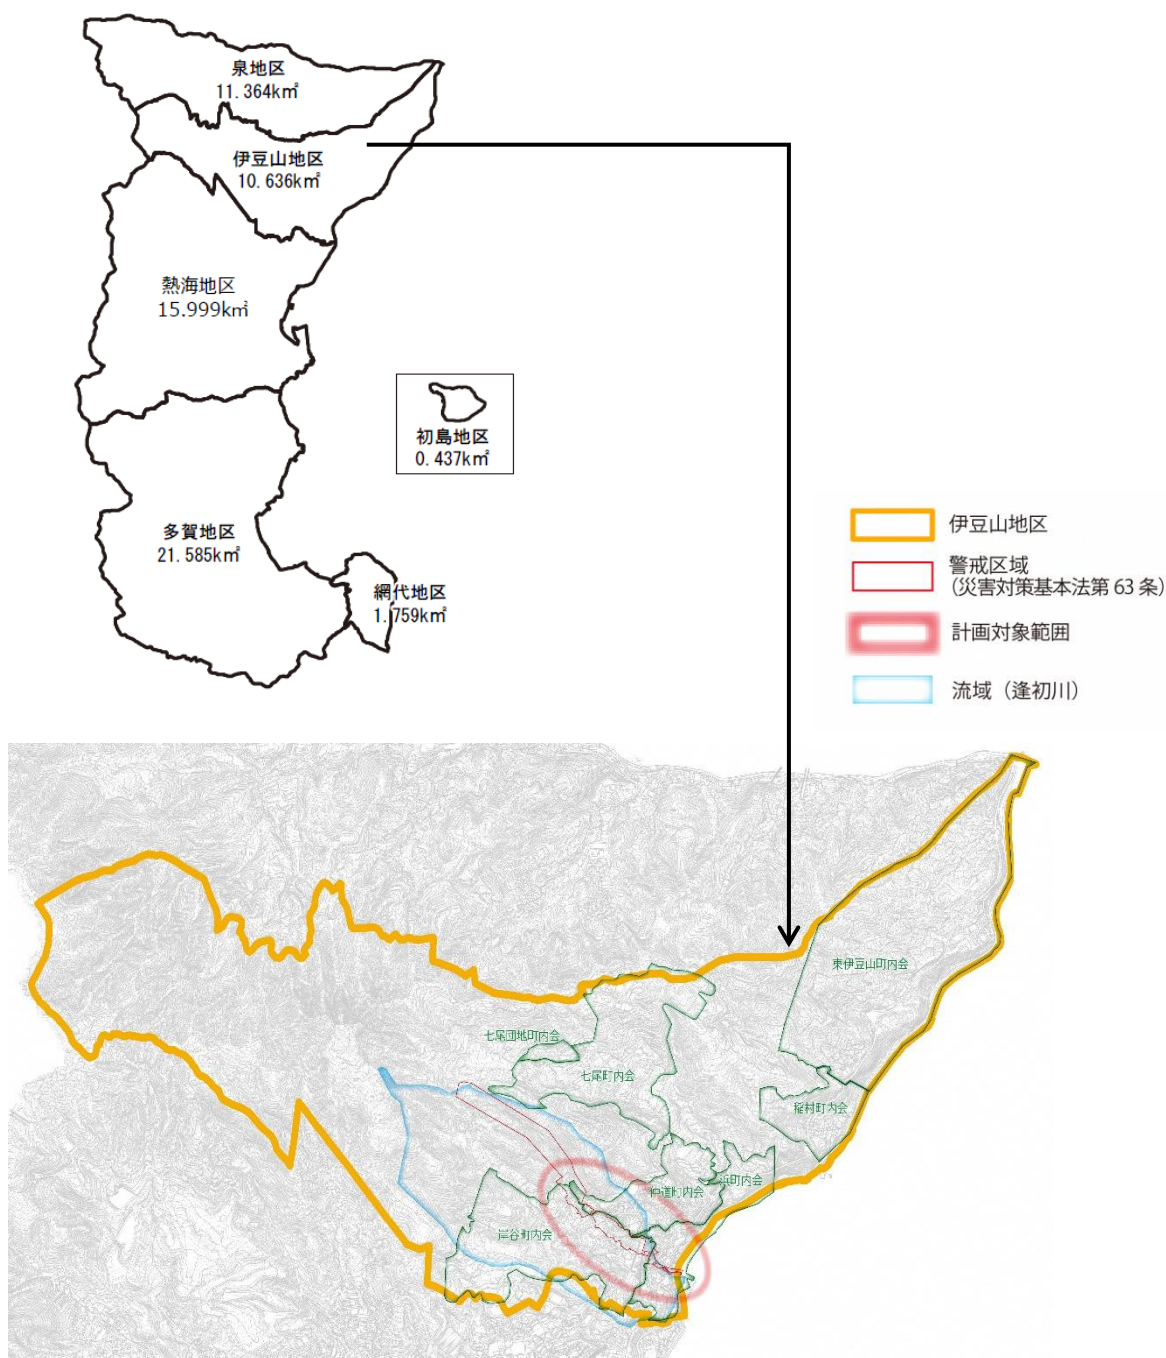 泉地区
11.364k㎡
伊豆山地区
10.636k㎡
熱海地区
15.999k㎡
初島地区
0.437k㎡
多賀地区
21.585k㎡
網代地区
1.759k㎡
伊豆山地区
警戒区域
(災害対策基本法第 63 条)
計画対象範囲
流域（逢初川）
東伊豆山町内会
七尾団地町内会
七尾町内会
稲村町内会
浜町内会
仲道町内会
岸谷町内会